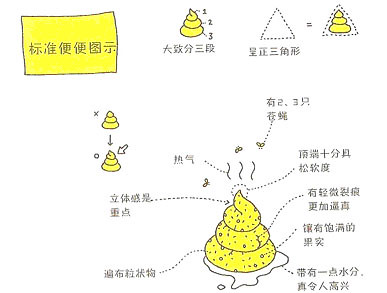 1
2
3
标准便便图示
大致分三段
呈正三角形
=
有2、3只
苍蝇
×
热气
顶端十分具
松软度
○
立体感是
重点
有轻微裂痕
更加逼真
镶有饱满的
果实
遍布粒状物
带有一点水分,
真令人高兴